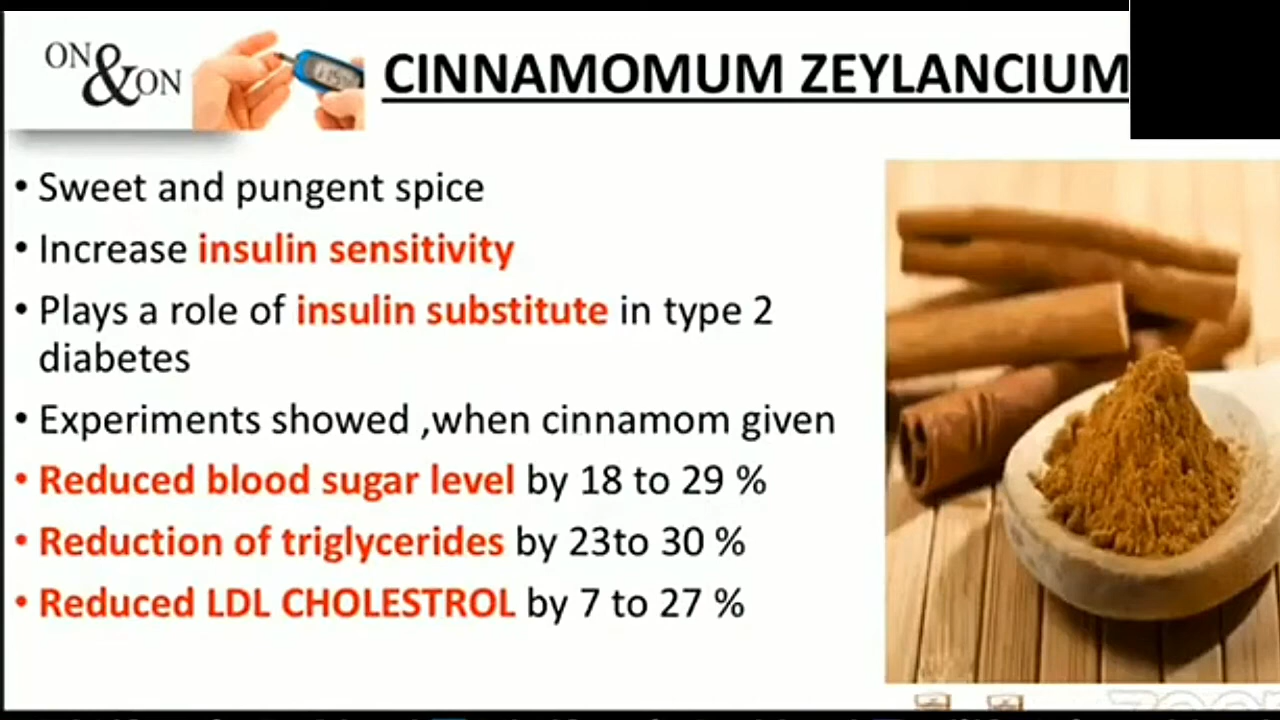 ON & ON
CINNAMOMUM ZEYLANCIUM
• Sweet and pungent spice
• Increase insulin sensitivity
• Plays a role of insulin substitute in type 2
diabetes
• Experiments showed ,when cinnamom given
• Reduced blood sugar level by 18 to 29 %
• Reduction of triglycerides by 23to 30 %
• Reduced LDL CHOLESTROL by 7 to 27 %